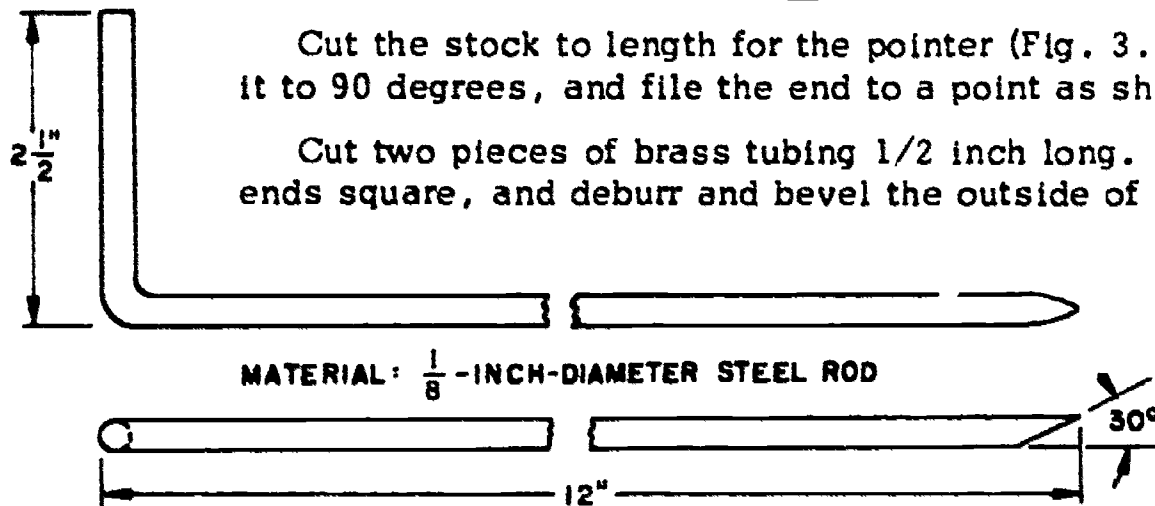 Cut the stock to length for the pointer (Fig. 3.
it to 90 degrees, and file the end to a point as sh
Cut two pieces of brass tubing 1/2 inch long.
ends square, and deburr and bevel the outside of
2 1/2"
MATERIAL: 1/8-INCH-DIAMETER STEEL ROD
30°
12"